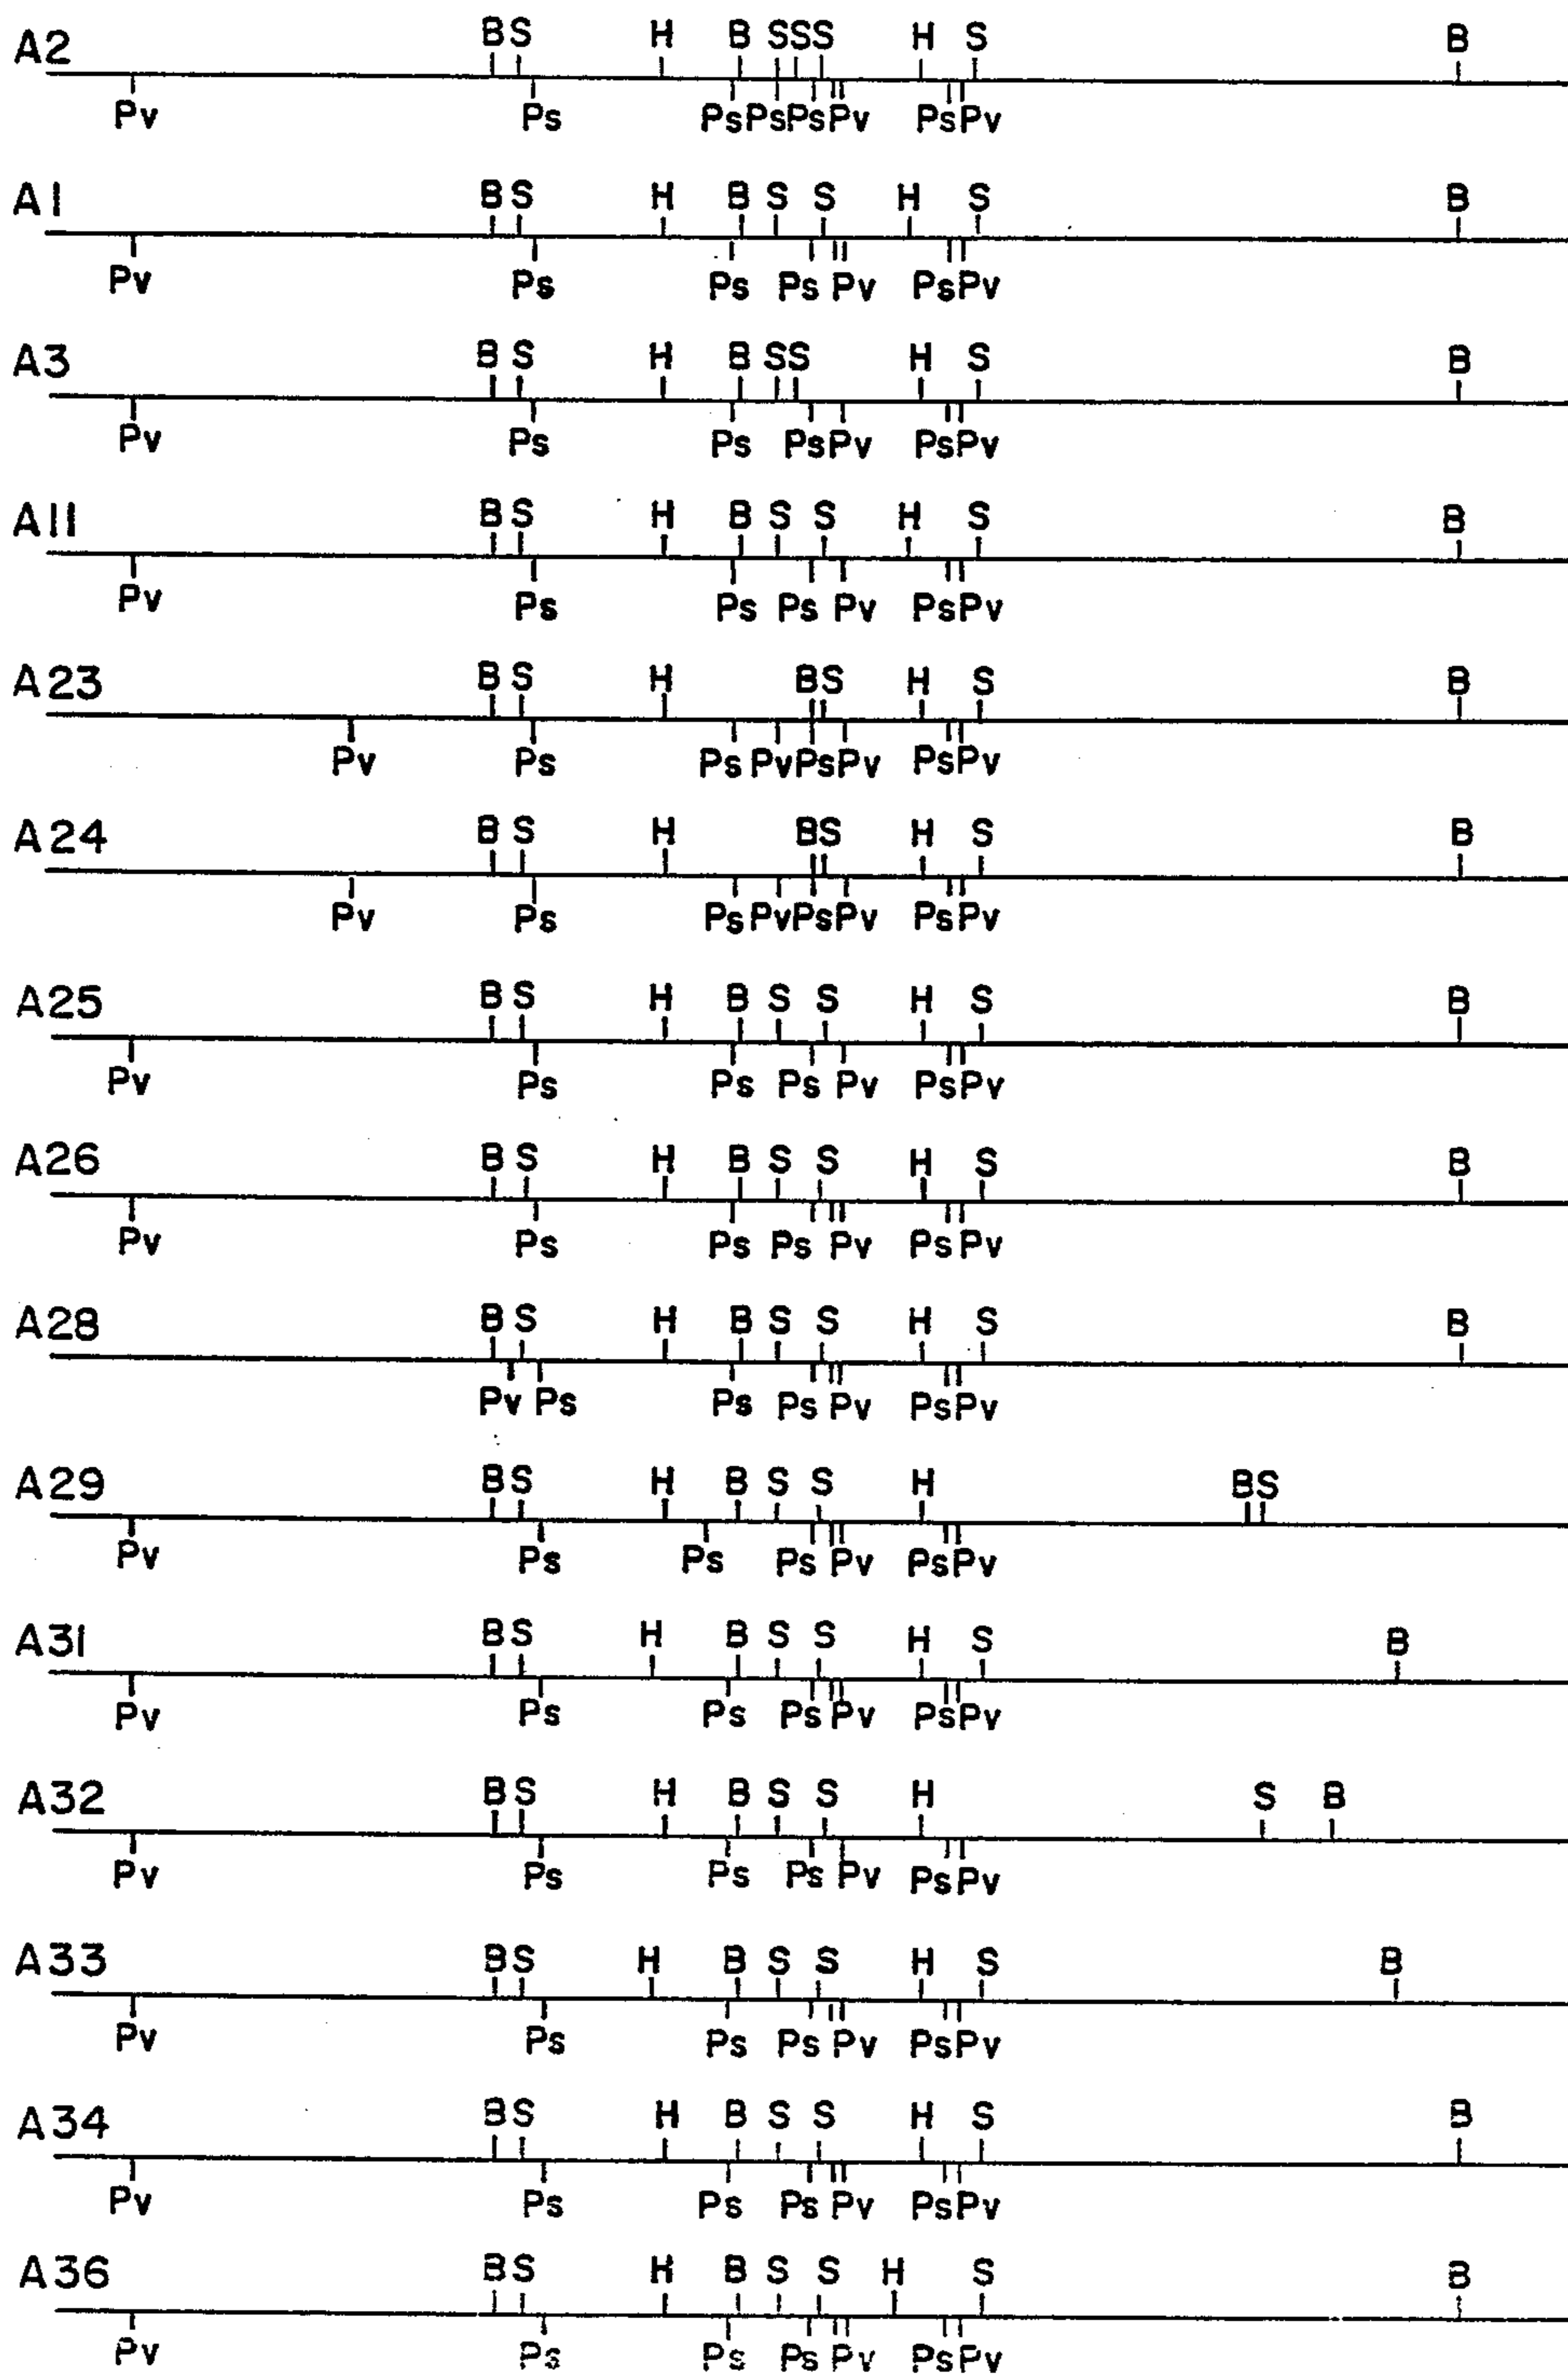 A2 B S H B S S S H S B
Pv Ps Ps Ps Ps Pv Ps Pv
A1 B S H B S S H S B
Pv Ps Ps Ps Pv Ps Pv
A3 B S H B S S H S B
Pv Ps Ps Ps Pv Ps Pv
A11 B S H B S S H S B
Pv Ps Ps Ps Pv Ps Pv
A23 B S H B S H S B
Pv Ps Ps Pv Ps Pv Ps Pv
A24 B S H B S H S B
Pv Ps Ps Pv Ps Pv Ps Pv
A25 B S H B S S H S B
Pv Ps Ps Ps Pv Ps Pv
A26 B S H B S S H S B
Pv Ps Ps Ps Pv Ps Pv
A28 B S H B S S H S B
Pv Ps Ps Ps Pv Ps Pv
A29 B S H B S S H B S
Pv Ps Ps Ps Pv Ps Pv
A31 B S H B S S H S B
Pv Ps Ps Ps Pv Ps Pv
A32 B S H B S S H S B
Pv Ps Ps Ps Pv Ps Pv
A33 B S H B S S H S B
Pv Ps Ps Ps Pv Ps Pv
A34 B S H B S S H S B
Pv Ps Ps Ps Pv Ps Pv
A36 B S H B S S H S B
Pv Ps Ps Ps Pv Ps Pv